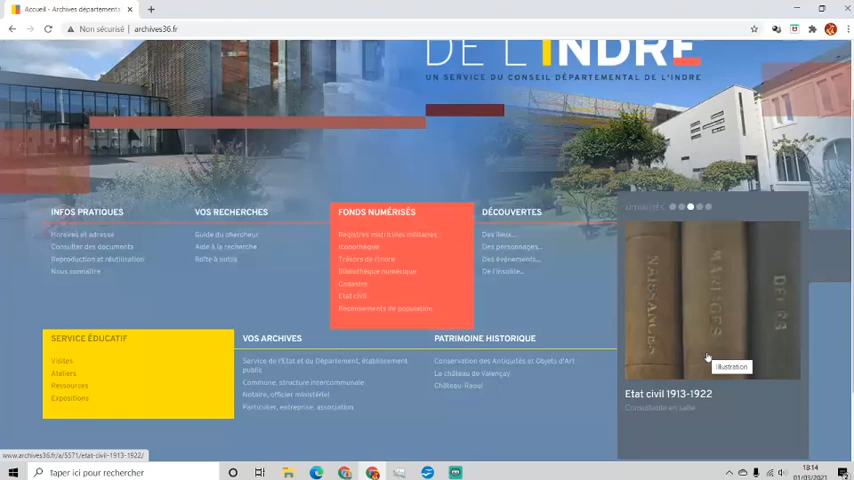 Accueil - Archives départements
Non sécurisé
archives36.fr
DE L'INDRE
UN SERVICE DU CONSEIL DÉPARTEMENTAL DE L'INDRE
INFOS PRATIQUES
Horaires et adresse
Consulter des documents
Reproduction et réutilisation
Nous connaître
VOS RECHERCHES
Guide du chercheur
Aide à la recherche
Boîte à outils
FONDS NUMÉRISÉS
Registres matricules militaires
Iconothèque
Trésors de l'Indre
Bibliothèque numérique
Cadastre
Etat civil
Recensements de population
DÉCOUVERTES
Des lieux...
Des personnages...
Des événements...
De l'insolite...
ACTUALITÉS
NAISSANCES
MARIAGES
DÉCÈS
Illustration
Etat civil 1913-1922
Consultable en salle
SERVICE ÉDUCATIF
Visites
Ateliers
Ressources
Expositions
VOS ARCHIVES
Service de l'Etat et du Département, établissement
public
Commune, structure intercommunale
Notaire, officier ministériel
Particulier, entreprise, association
PATRIMOINE HISTORIQUE
Conservation des Antiquités et Objets d'Art
Le château de Valençay
Château-Raoul
www.archives36.fr/a/5571/etat-civil-1913-1922/
Taper ici pour rechercher
18:14
01/03/2021